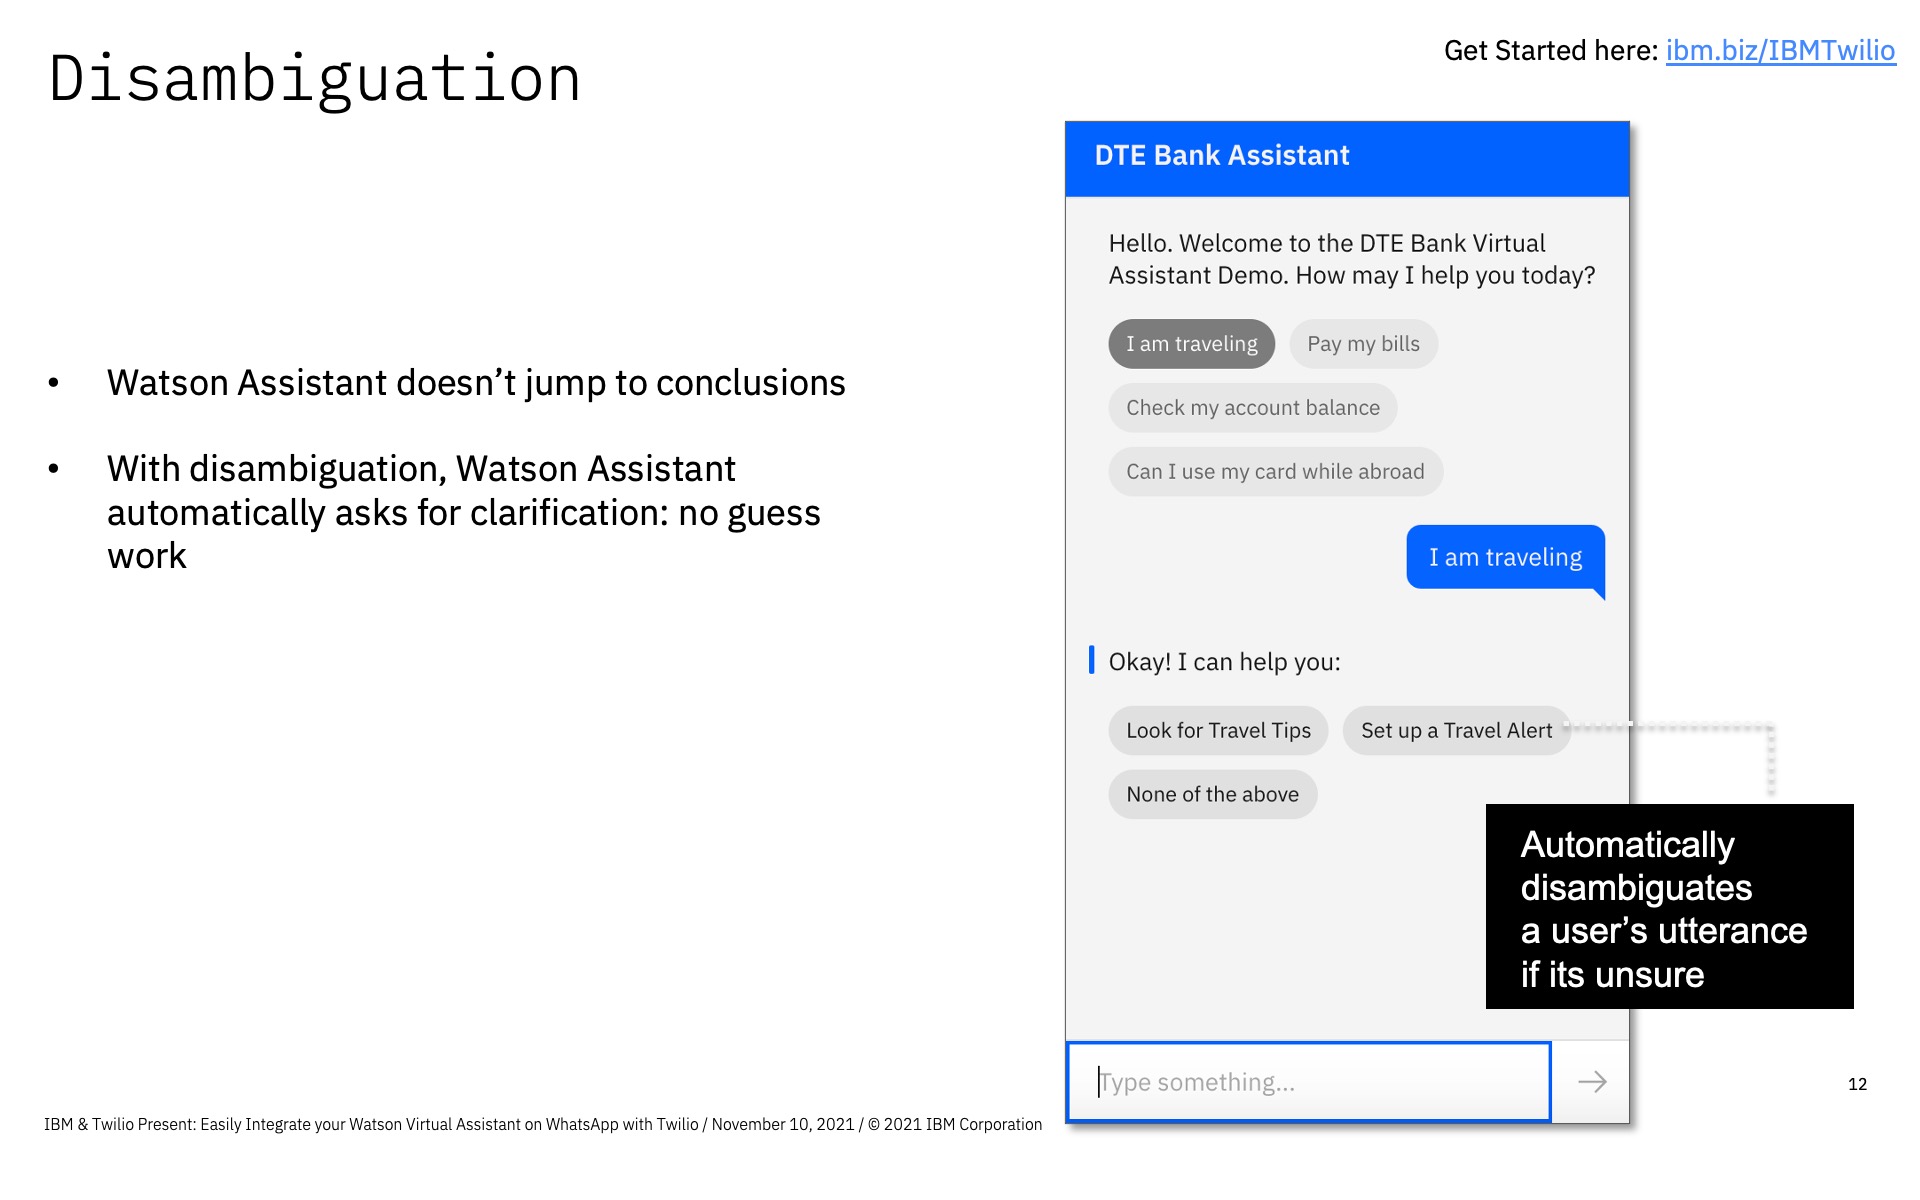 Disambiguation
Get Started here: ibm.biz/IBMTwilio
• Watson Assistant doesn’t jump to conclusions
• With disambiguation, Watson Assistant
automatically asks for clarification: no guess
work
DTE Bank Assistant
Hello. Welcome to the DTE Bank Virtual
Assistant Demo. How may I help you today?
I am traveling
Pay my bills
Check my account balance
Can I use my card while abroad
I am traveling
Okay! I can help you:
Look for Travel Tips
Set up a Travel Alert
None of the above
Automatically
disambiguates
a user’s utterance
if its unsure
Type something...
12
IBM & Twilio Present: Easily Integrate your Watson Virtual Assistant on WhatsApp with Twilio / November 10, 2021 / © 2021 IBM Corporation